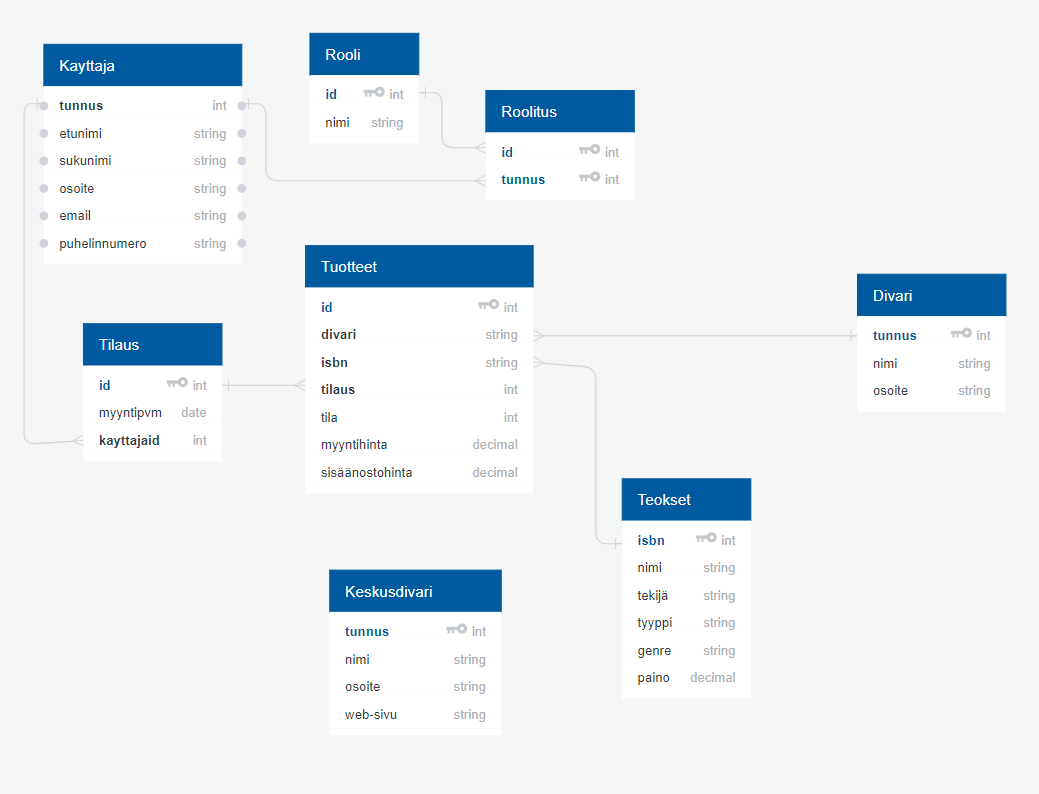 Kayttaja
tunnus int
etunimi string
sukunimi string
osoite string
email string
puhelinnumero string
Rooli
id int
nimi string
Roolitus
id int
tunnus int
Tuotteet
id int
divari string
isbn string
tilaus int
tila int
myyntihinta decimal
sisäänostohinta decimal
Divari
tunnus int
nimi string
osoite string
Tilaus
id int
myyntipvm date
kayttajaid int
Teokset
isbn int
nimi string
tekijä string
tyyppi string
genre string
paino decimal
Keskusdivari
tunnus int
nimi string
osoite string
web-sivu string